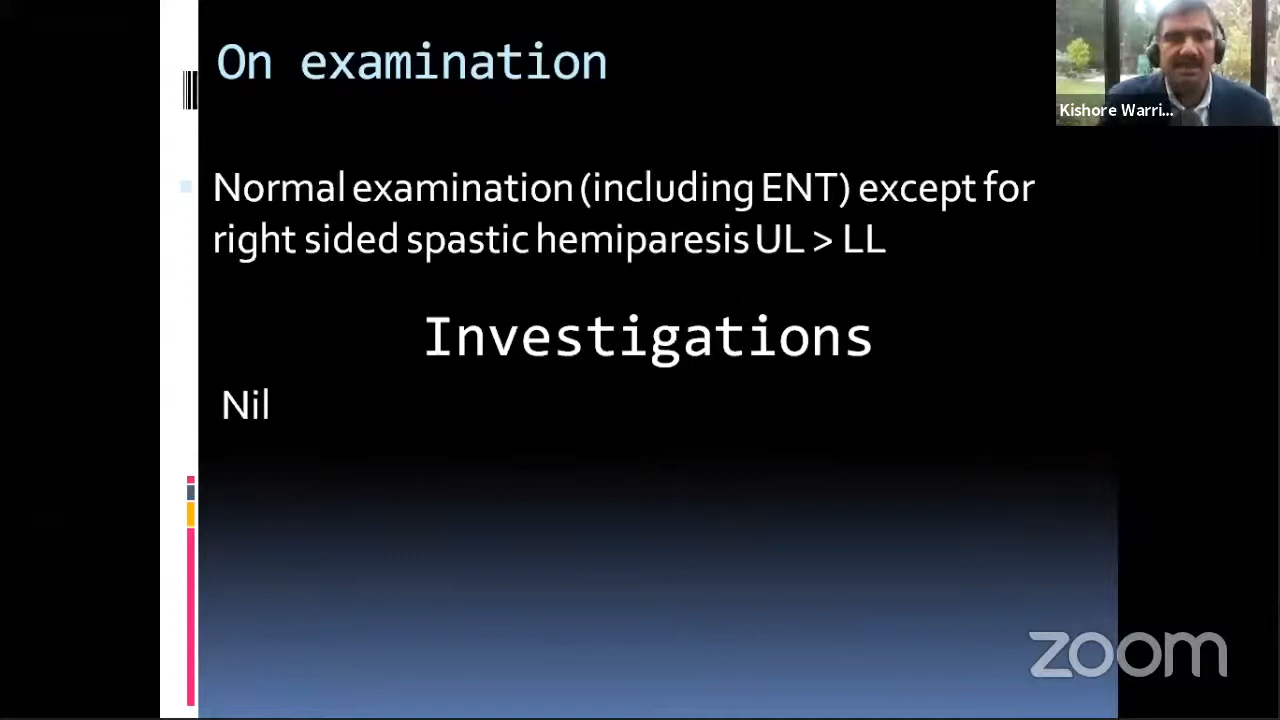 On examination
Kishore Warri...
Normal examination (including ENT) except for
right sided spastic hemiparesis UL > LL
Investigations
Nil
zoom